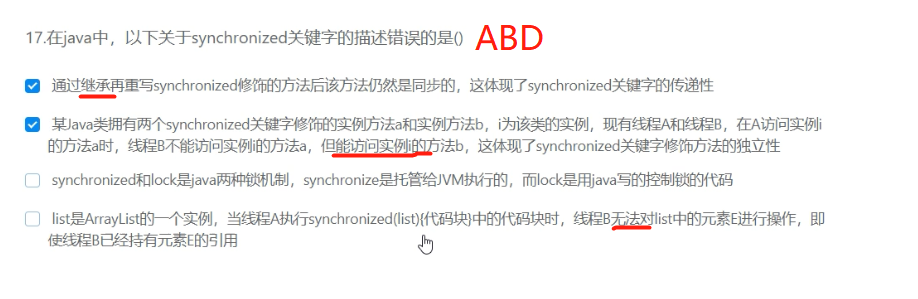 17.在java中，以下关于synchronized关键字的描述错误的是() ABD
通过继承再重写synchronized修饰的方法后该方法仍然是同步的，这体现了synchronized关键字的传递性
某Java类拥有两个synchronized关键字修饰的实例方法a和实例方法b，i为该类的实例，现有线程A和线程B，在A访问实例i
的方法a时，线程B不能访问实例i的方法a，但能访问实例i的方法b，这体现了synchronized关键字修饰方法的独立性
synchronized和lock是java两种锁机制，synchronize是托管给JVM执行的，而lock是用java写的控制锁的代码
list是ArrayList的一个实例，当线程A执行synchronized(list){代码块}中的代码块时，线程B无法对list中的元素E进行操作，即
使线程B已经持有元素E的引用